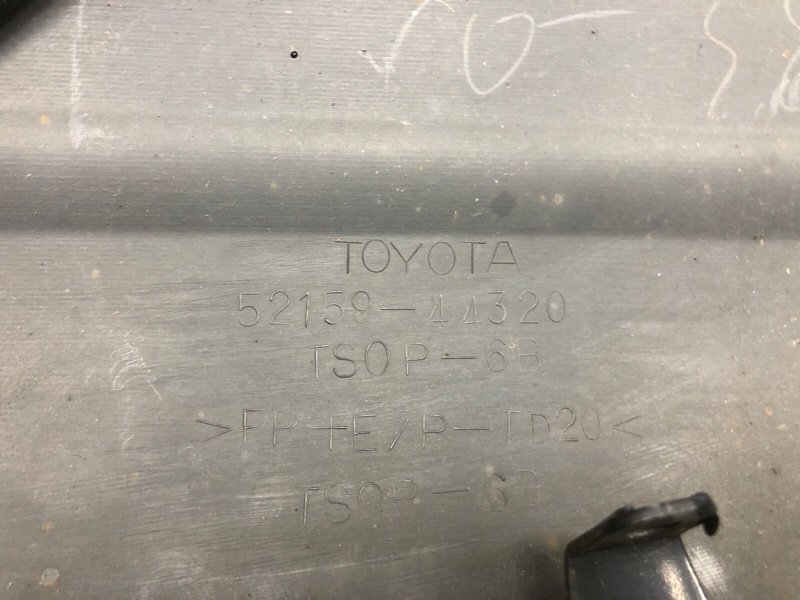 TOYOTA
52159-44320
TSOP-6B
>PP+E/P-TD20<
TSOP-6B